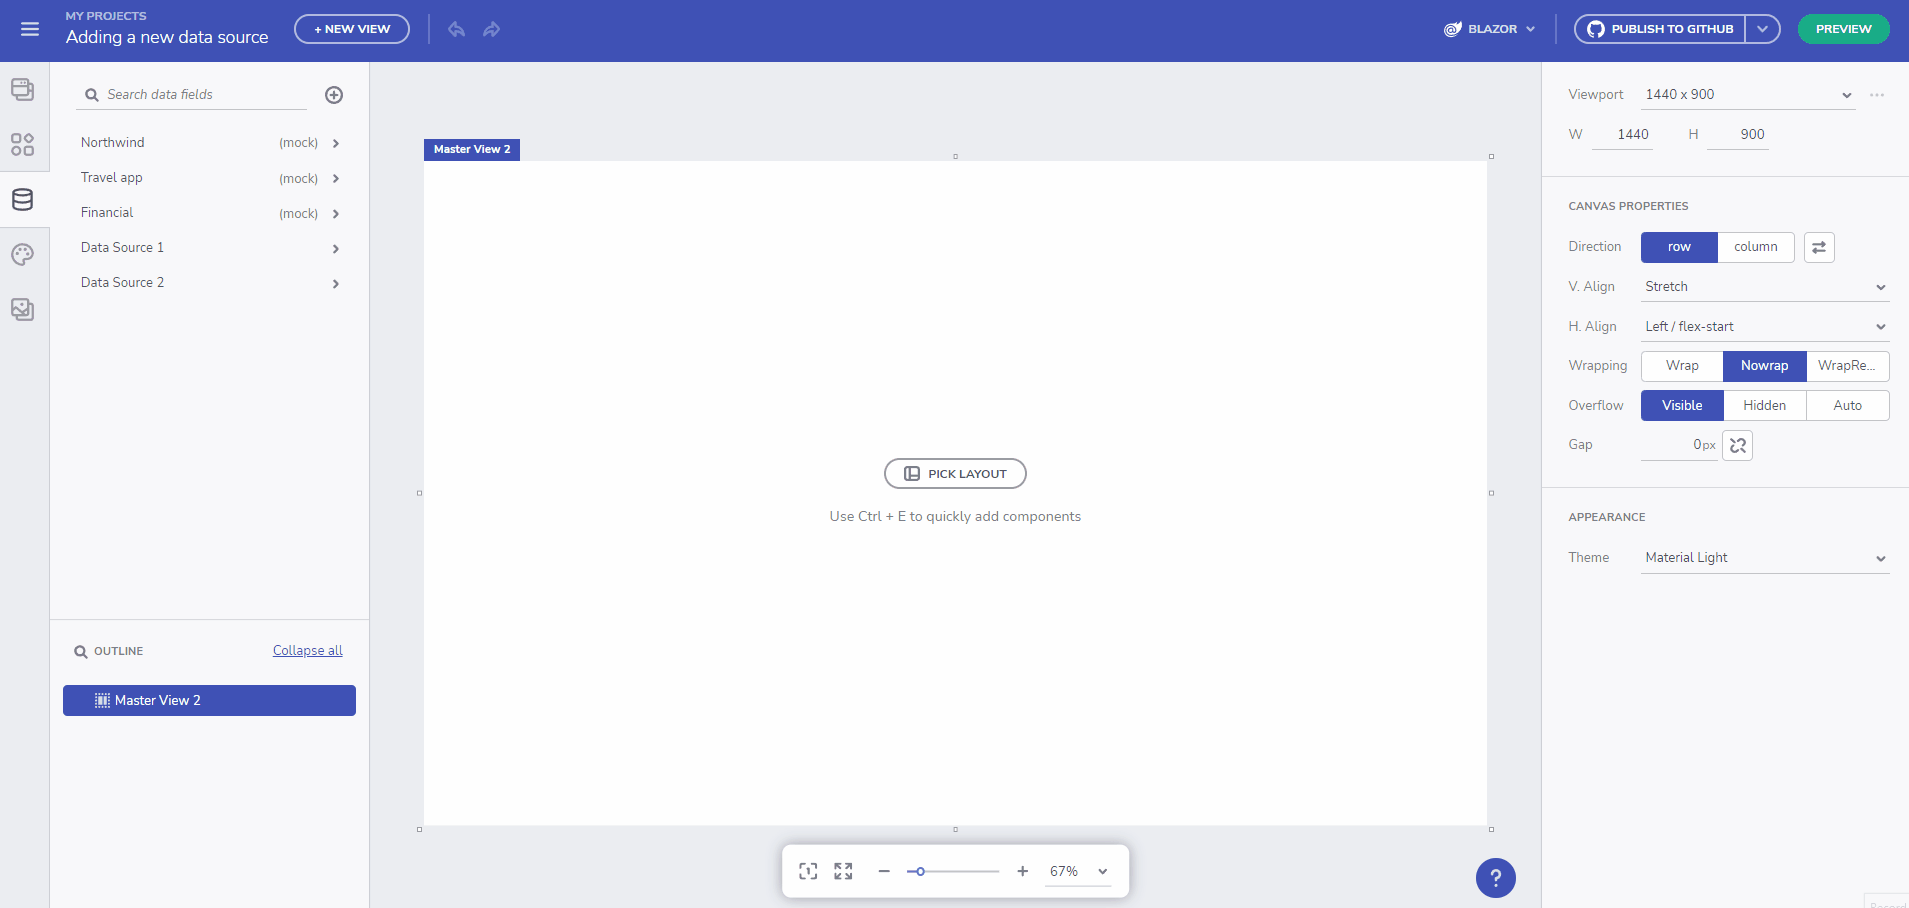 MY PROJECTS
Adding a new data source
+ NEW VIEW
BLAZOR
PUBLISH TO GITHUB
PREVIEW
Search data fields
Northwind (mock)
Travel app (mock)
Financial (mock)
Data Source 1
Data Source 2
OUTLINE
Collapse all
Master View 2
Master View 2
PICK LAYOUT
Use Ctrl + E to quickly add components
67%
?
Viewport 1440 x 900
W 1440 H 900
CANVAS PROPERTIES
Direction row column
V. Align Stretch
H. Align Left / flex-start
Wrapping Wrap Nowrap WrapRe...
Overflow Visible Hidden Auto
Gap 0px
APPEARANCE
Theme Material Light